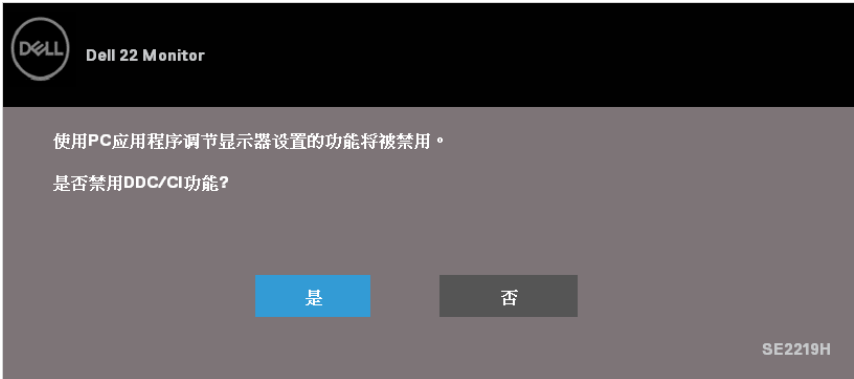 DELL
Dell 22 Monitor
使用PC应用程序调节显示器设置的功能将被禁用。
是否禁用DDC/CI功能?
是 否
SE2219H